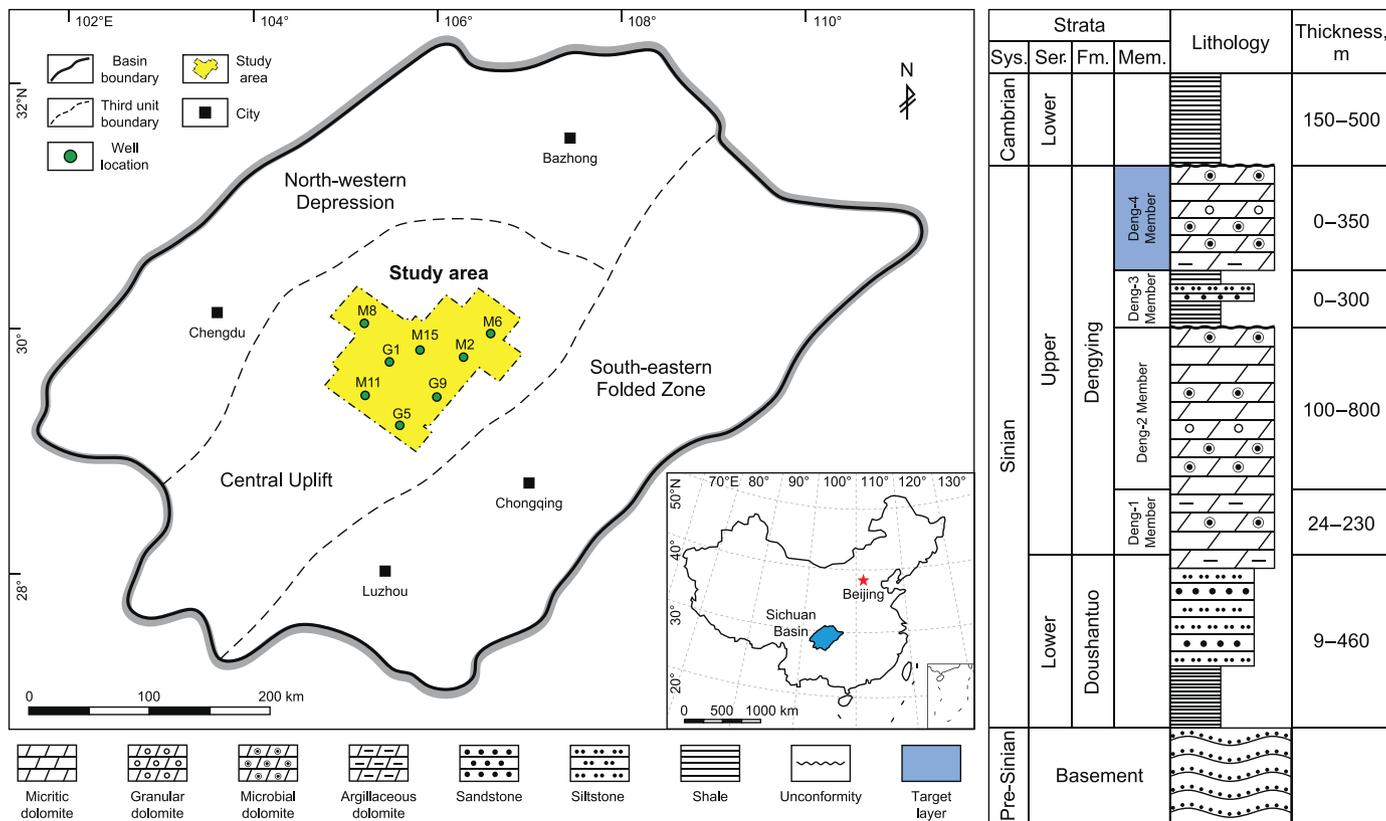 102°E
104°
106°
108°
110°
32°N
30°
28°
Basin
boundary
Study
area
Third unit
boundary
City
Well
location
N
Bazhong
North-western
Depression
Study area
Chengdu
M8
M6
M15
G1
M2
M11
G9
G5
South-eastern
Folded Zone
Central Uplift
Chongqing
Luzhou
0 100 200 km
50°N
70°E 80° 90° 100° 110° 120° 130°
40°
30°
20°
Beijing
Sichuan
Basin
0 500 1000 km
Strata
Lithology
Thickness,
m
Sys. Ser. Fm. Mem.
Cambrian
Lower
150–500
Sinian
Upper
Dengying
Deng-4
Member
0–350
Deng-3
Member
0–300
Deng-2 Member
100–800
Deng-1
Member
24–230
Lower
Doushantuo
9–460
Pre-Sinian
Basement
Micritic
dolomite
Granular
dolomite
Microbial
dolomite
Argillaceous
dolomite
Sandstone
Siltstone
Shale
Unconformity
Target
layer